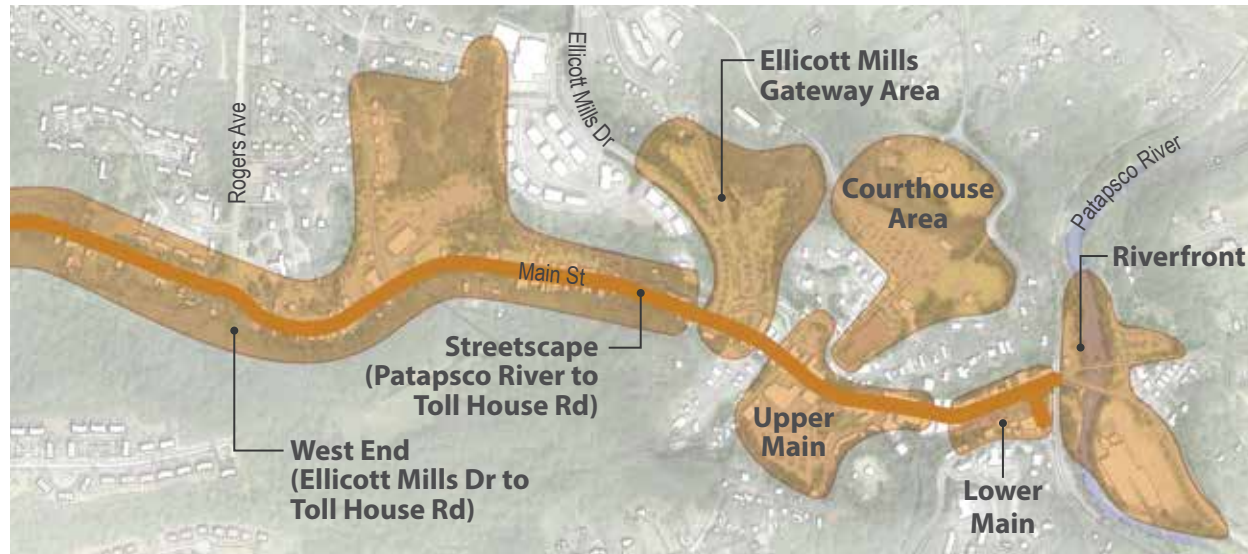 Rogers Ave
Ellicott Mills Dr
Ellicott Mills
Gateway Area
Courthouse
Area
Patapsco River
Riverfront
Main St
Streetscape
(Patapsco River to
Toll House Rd)
West End
(Ellicott Mills Dr to
Toll House Rd)
Upper
Main
Lower
Main